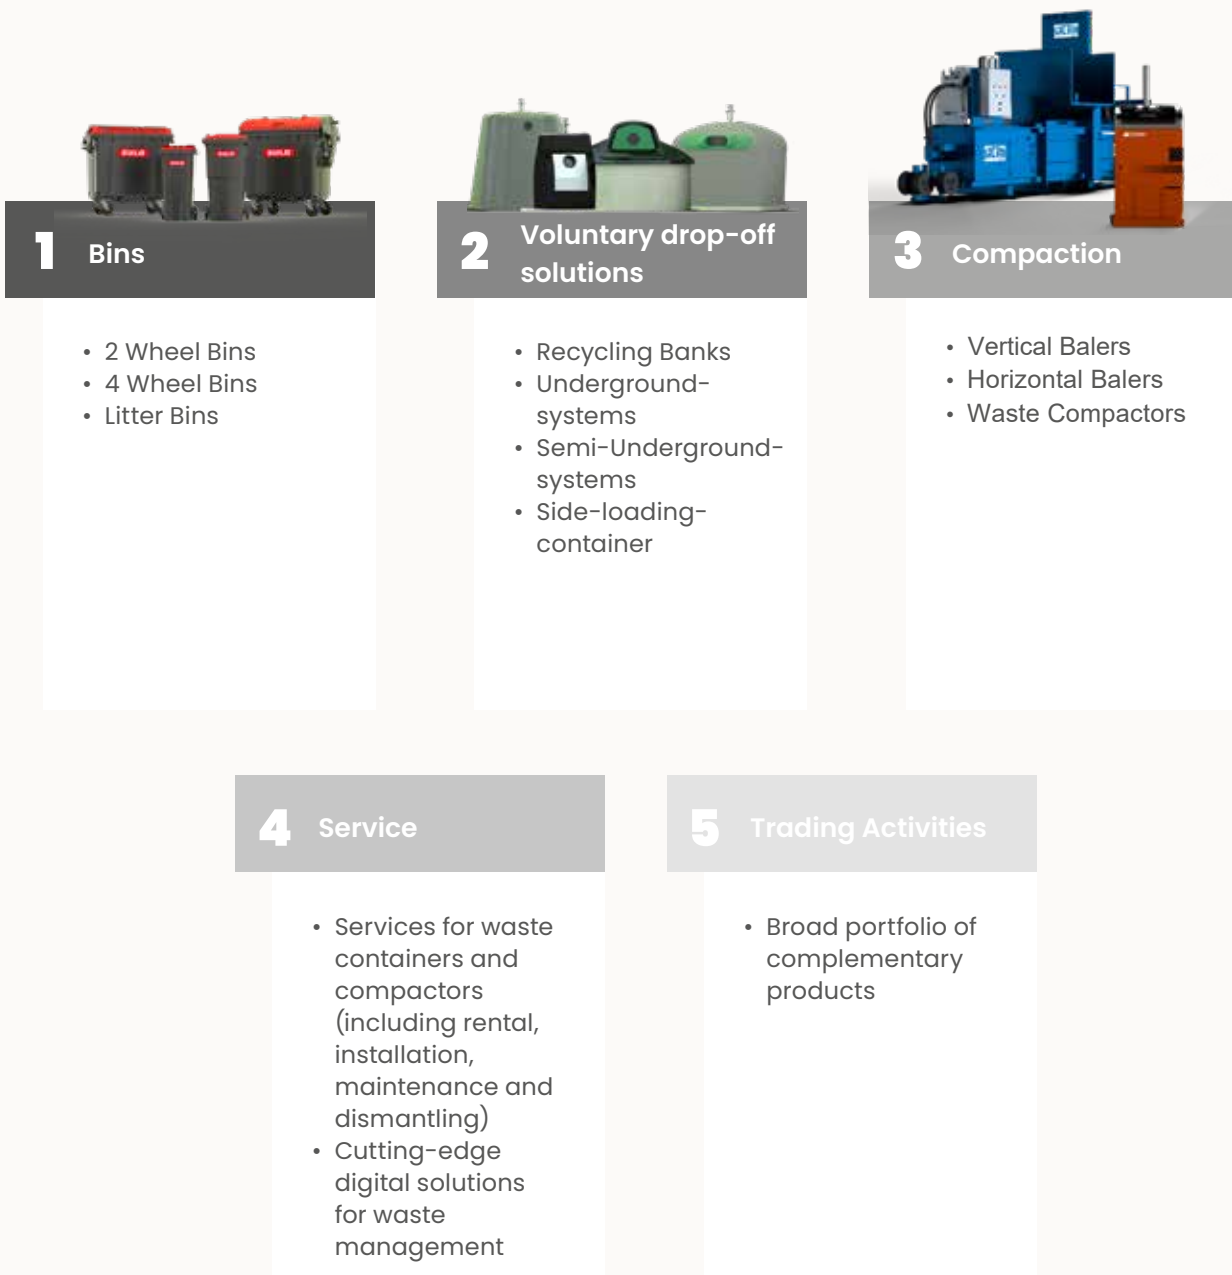 1 Bins
• 2 Wheel Bins
• 4 Wheel Bins
• Litter Bins
2 Voluntary drop-off
solutions
• Recycling Banks
• Underground-
systems
• Semi-Underground-
systems
• Side-loading-
container
3 Compaction
• Vertical Balers
• Horizontal Balers
• Waste Compactors
4 Service
• Services for waste
containers and
compactors
(including rental,
installation,
maintenance and
dismantling)
• Cutting-edge
digital solutions
for waste
management
5 Trading Activities
• Broad portfolio of
complementary
products